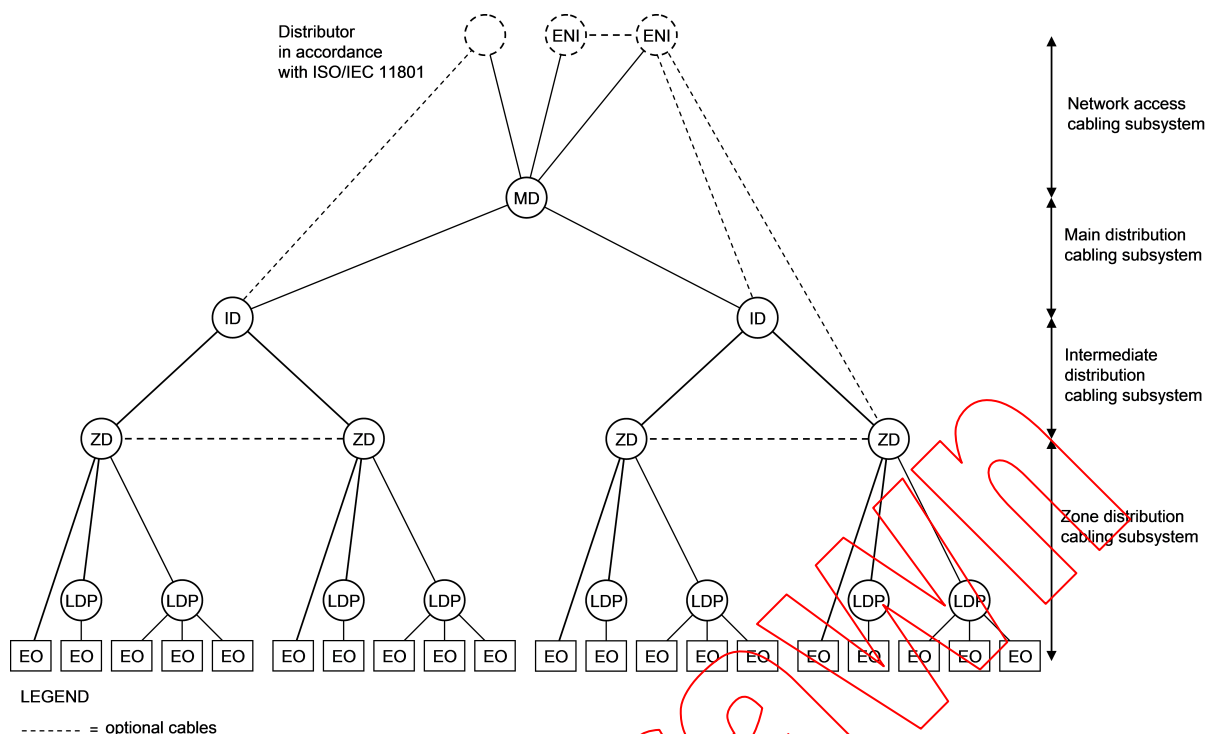 Distributor
in accordance
with ISO/IEC 11801
ENI ENI
Network access
cabling subsystem
MD
Main distribution
cabling subsystem
ID ID
Intermediate
distribution
cabling subsystem
ZD ZD ZD ZD
Zone distribution
cabling subsystem
LDP LDP LDP LDP LDP LDP LDP LDP
EO EO EO EO EO EO EO EO EO EO EO EO EO EO EO EO EO EO EO EO
LEGEND
= optional cables